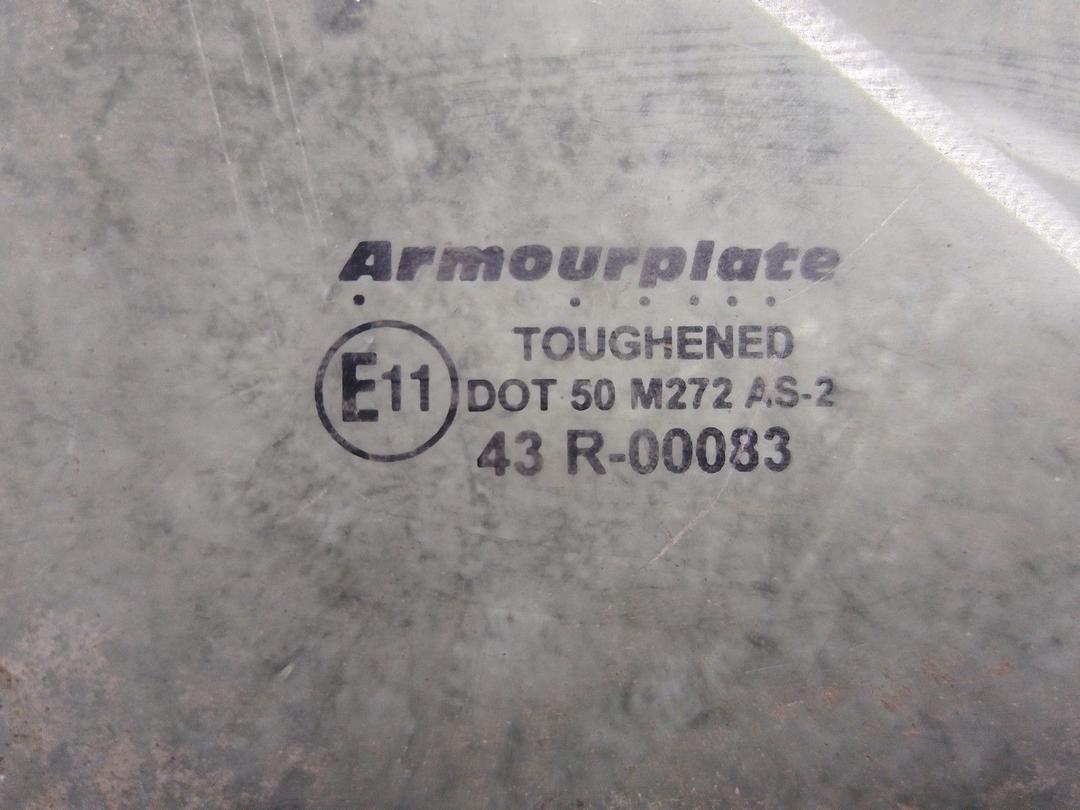 Armourplate
TOUGHENED
E11 DOT 50 M272 AS-2
43 R-00083